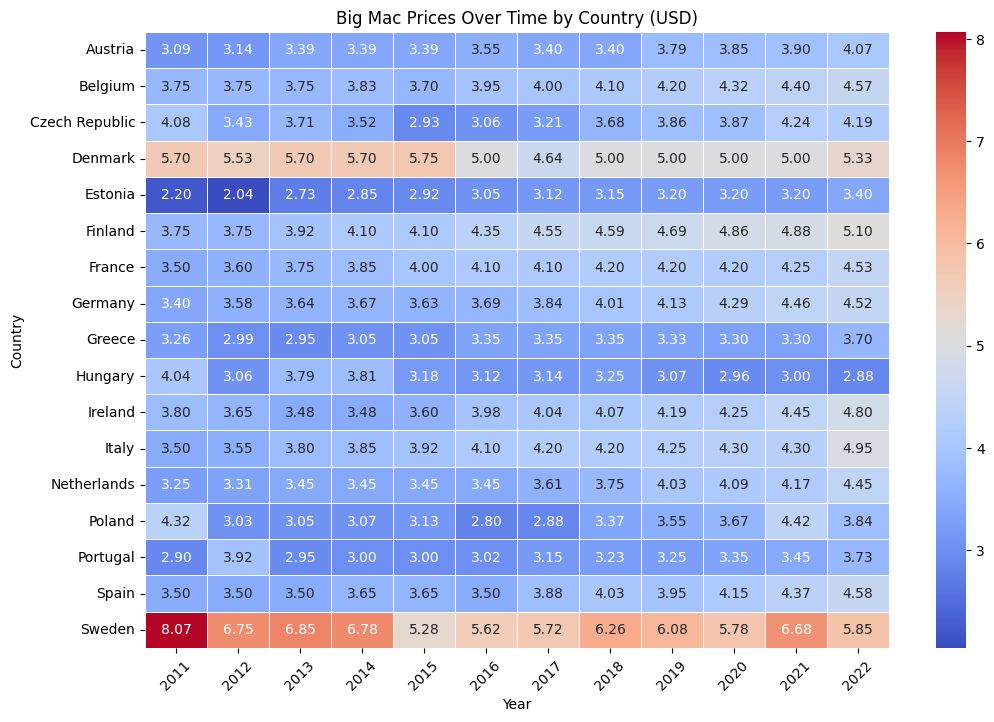 Big Mac Prices Over Time by Country (USD)
Austria 3.09 3.14 3.39 3.39 3.39 3.55 3.40 3.40 3.79 3.85 3.90 4.07
Belgium 3.75 3.75 3.75 3.83 3.70 3.95 4.00 4.10 4.20 4.32 4.40 4.57
Czech Republic 4.08 3.43 3.71 3.52 2.93 3.06 3.21 3.68 3.86 3.87 4.24 4.19
Denmark 5.70 5.53 5.70 5.70 5.75 5.00 4.64 5.00 5.00 5.00 5.00 5.33
Estonia 2.20 2.04 2.73 2.85 2.92 3.05 3.12 3.15 3.20 3.20 3.20 3.40
Finland 3.75 3.75 3.92 4.10 4.10 4.35 4.55 4.59 4.69 4.86 4.88 5.10
France 3.50 3.60 3.75 3.85 4.00 4.10 4.10 4.20 4.20 4.20 4.25 4.53
Germany 3.40 3.58 3.64 3.67 3.63 3.69 3.84 4.01 4.13 4.29 4.46 4.52
Greece 3.26 2.99 2.95 3.05 3.05 3.35 3.35 3.35 3.33 3.30 3.30 3.70
Hungary 4.04 3.06 3.79 3.81 3.18 3.12 3.14 3.25 3.07 2.96 3.00 2.88
Ireland 3.80 3.65 3.48 3.48 3.60 3.98 4.04 4.07 4.19 4.25 4.45 4.80
Italy 3.50 3.55 3.80 3.85 3.92 4.10 4.20 4.20 4.25 4.30 4.30 4.95
Netherlands 3.25 3.31 3.45 3.45 3.45 3.45 3.61 3.75 4.03 4.09 4.17 4.45
Poland 4.32 3.03 3.05 3.07 3.13 2.80 2.88 3.37 3.55 3.67 4.42 3.84
Portugal 2.90 3.92 2.95 3.00 3.00 3.02 3.15 3.23 3.25 3.35 3.45 3.73
Spain 3.50 3.50 3.50 3.65 3.65 3.50 3.88 4.03 3.95 4.15 4.37 4.58
Sweden 8.07 6.75 6.85 6.78 5.28 5.62 5.72 6.26 6.08 5.78 6.68 5.85
2011 2012 2013 2014 2015 2016 2017 2018 2019 2020 2021 2022
Year
Country
8
7
6
5
4
3